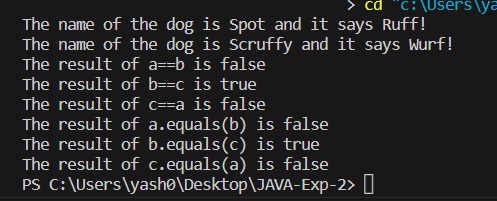 > cd "c:\Users\ya
The name of the dog is Spot and it says Ruff!
The name of the dog is Scruffy and it says Wurf!
The result of a==b is false
The result of b==c is true
The result of c==a is false
The result of a.equals(b) is false
The result of b.equals(c) is true
The result of c.equals(a) is false
PS C:\Users\yash0\Desktop\JAVA-Exp-2>